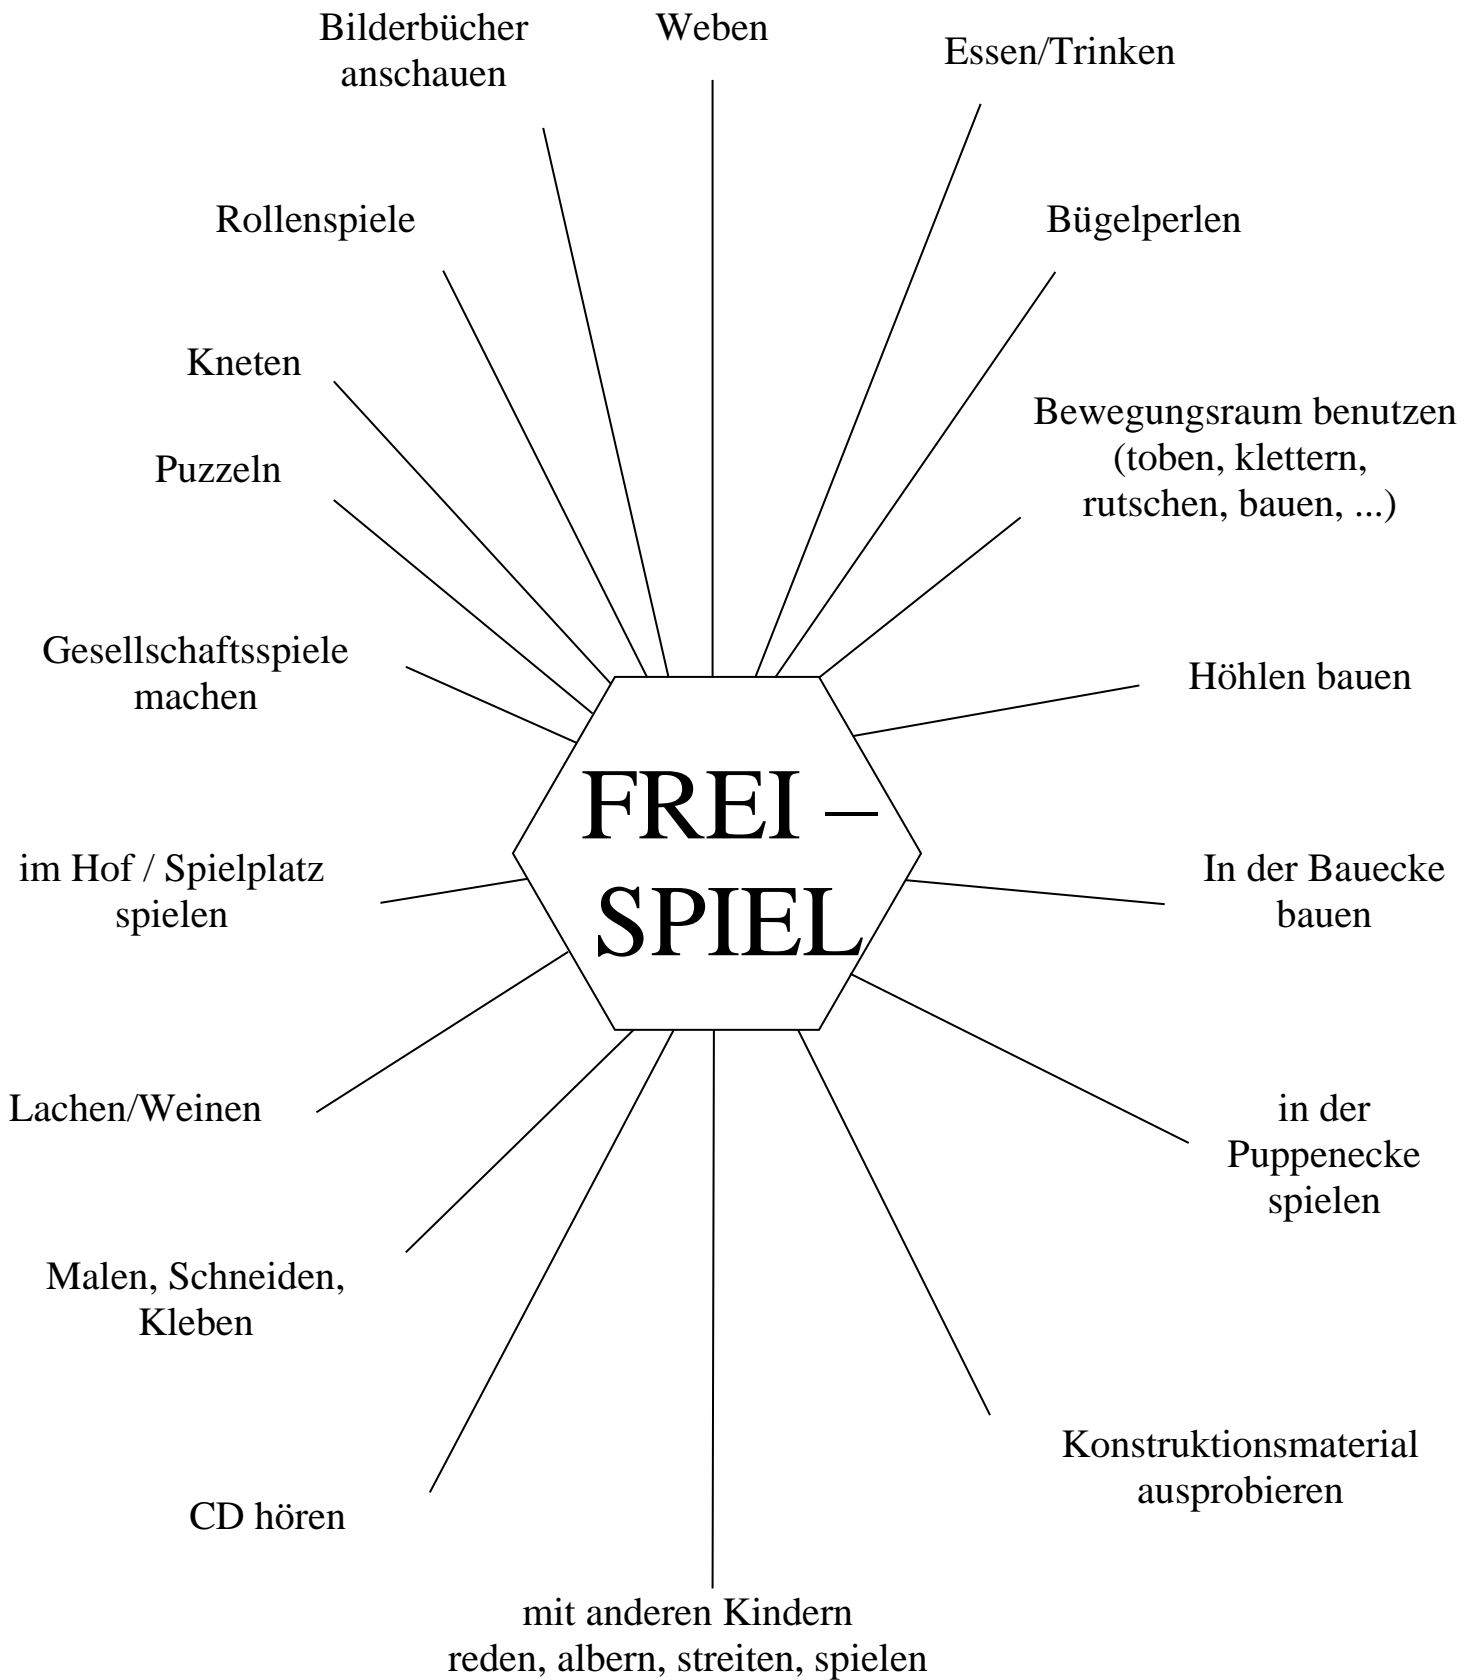 Bilderbücher
anschauen
Weben
Essen/Trinken
Rollenspiele
Bügelperlen
Kneten
Bewegungsraum benutzen
(toben, klettern,
rutschen, bauen, ...)
Puzzeln
Gesellschaftsspiele
machen
Höhlen bauen
FREI –
SPIEL
im Hof / Spielplatz
spielen
In der Bauecke
bauen
Lachen/Weinen
in der
Puppenecke
spielen
Malen, Schneiden,
Kleben
Konstruktionsmaterial
ausprobieren
CD hören
mit anderen Kindern
reden, albern, streiten, spielen